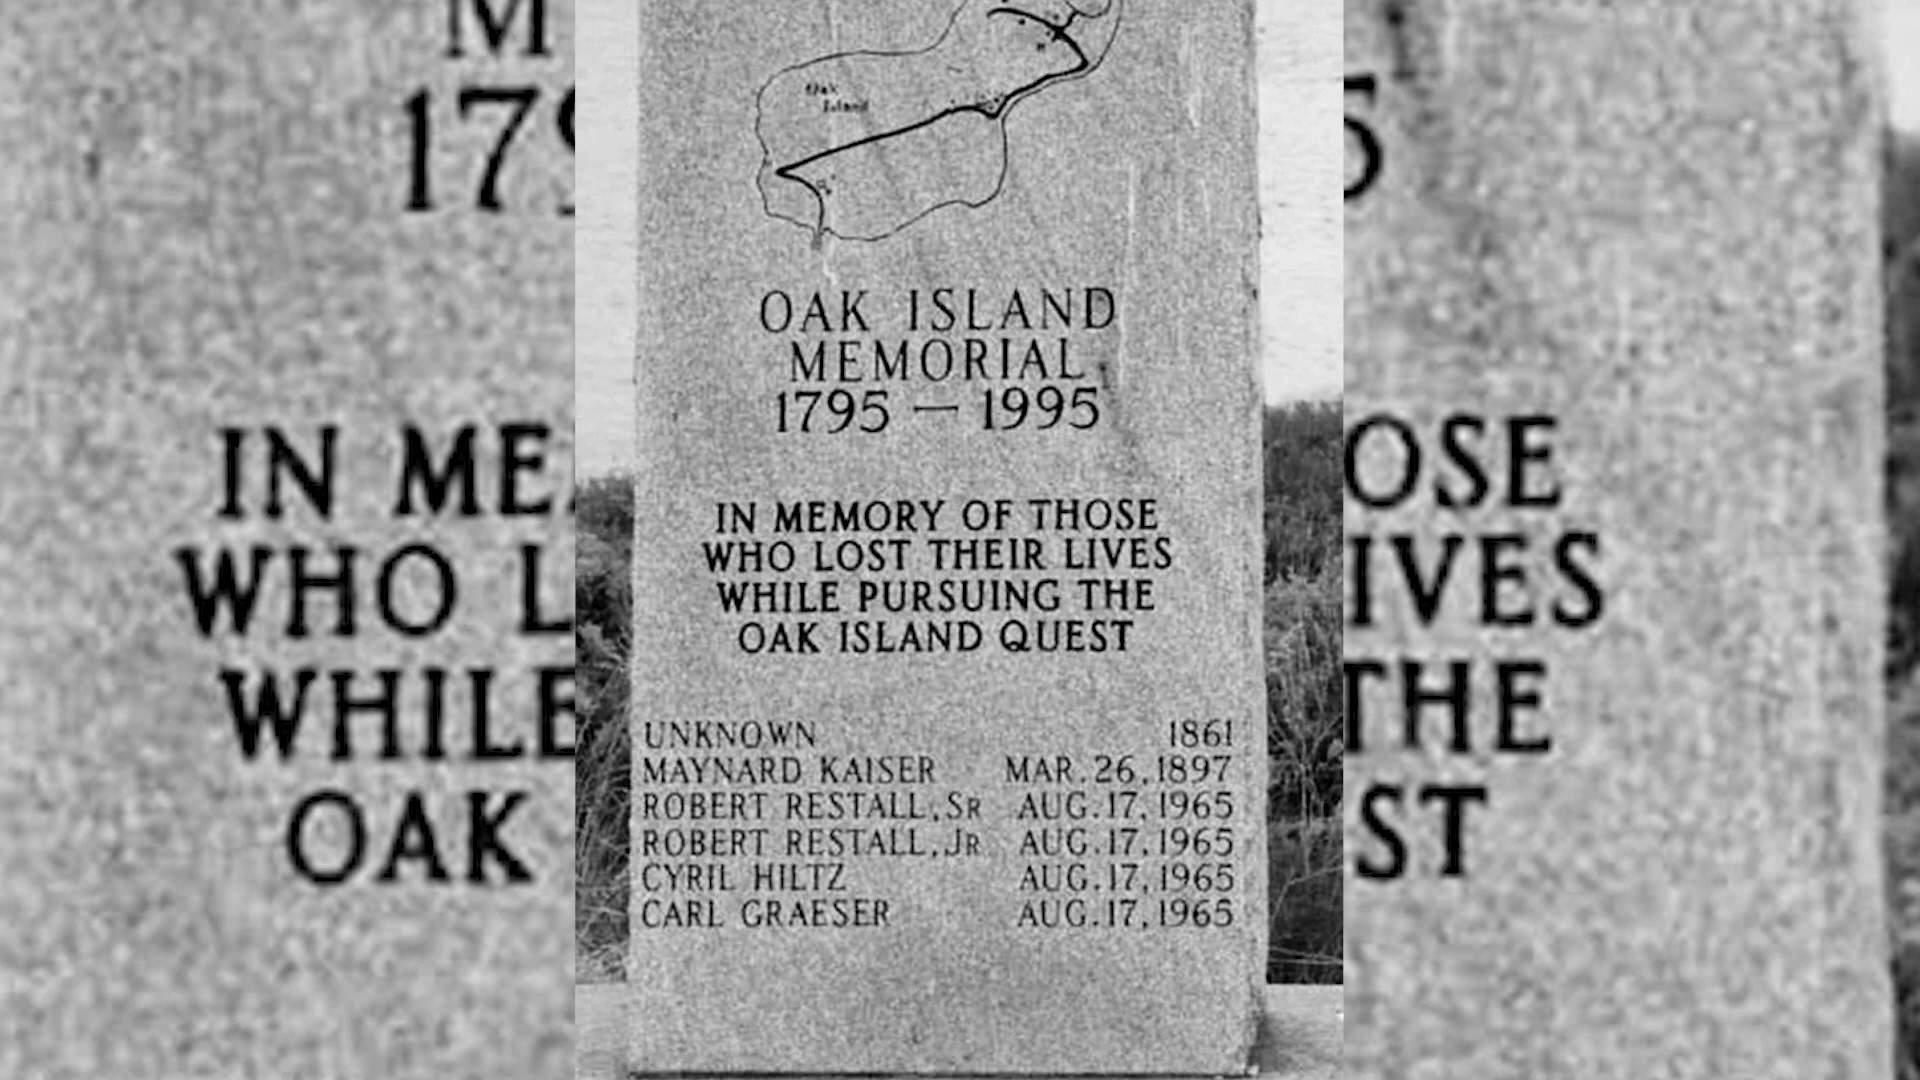 Oak
Island
OAK ISLAND
MEMORIAL
1795 — 1995
IN MEMORY OF THOSE
WHO LOST THEIR LIVES
WHILE PURSUING THE
OAK ISLAND QUEST
UNKNOWN 1861
MAYNARD KAISER MAR. 26, 1897
ROBERT RESTALL, SR AUG. 17, 1965
ROBERT RESTALL, JR AUG. 17, 1965
CYRIL HILTZ AUG. 17, 1965
CARL GRAESER AUG. 17, 1965